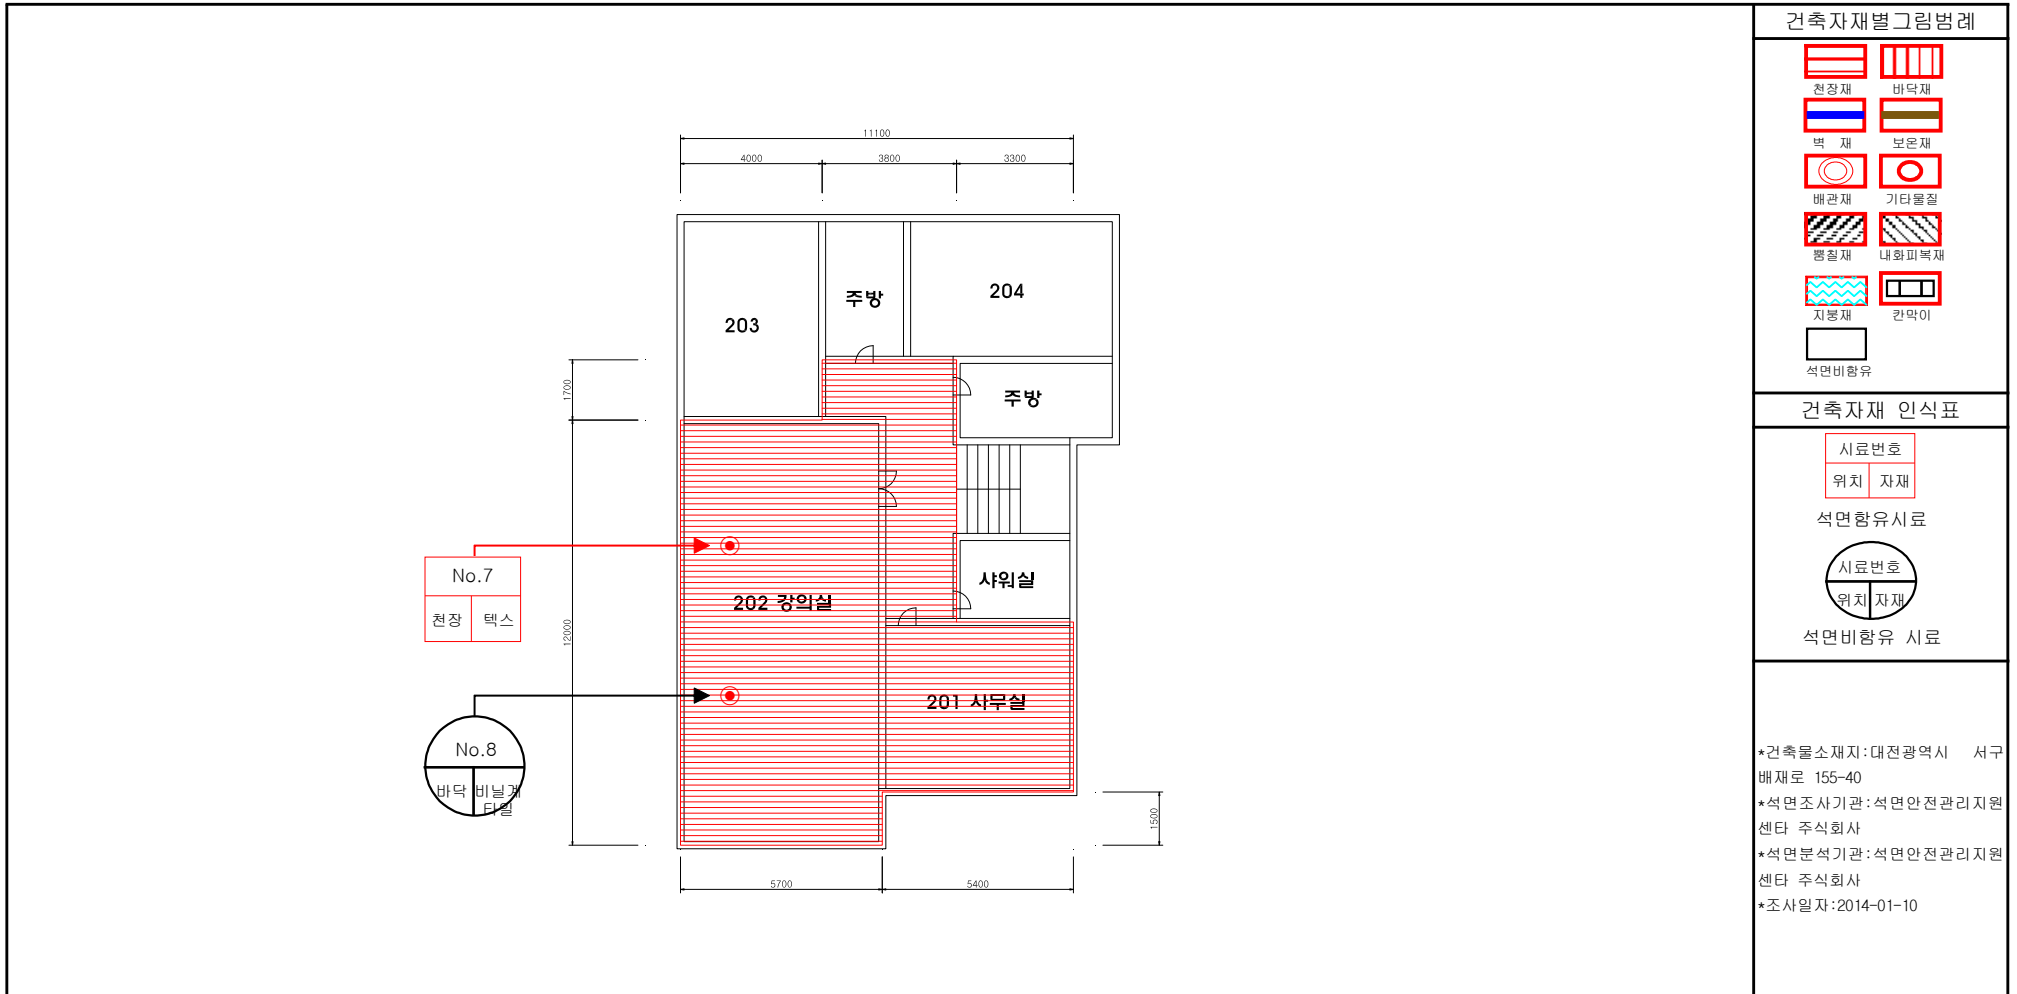 건축자재별그림범례
천장재 바닥재
벽 재 보온재
배관재 기타물질
뿜칠재 내화피복재
지붕재 칸막이
석면비함유
건축자재 인식표
시료번호
위치 자재
석면함유시료
시료번호
위치 자재
석면비함유 시료
*건축물소재지:대전광역시 서구
배재로 155-40
*석면조사기관:석면안전관리지원
센타 주식회사
*석면분석기관:석면안전관리지원
센타 주식회사
*조사일자:2014-01-10
11100
4000 3800 3300
203
주방
204
주방
1700
12000
샤워실
202 강의실
201 사무실
No.7
천장 텍스
No.8
바닥 비닐계
타일
1500
5700 5400